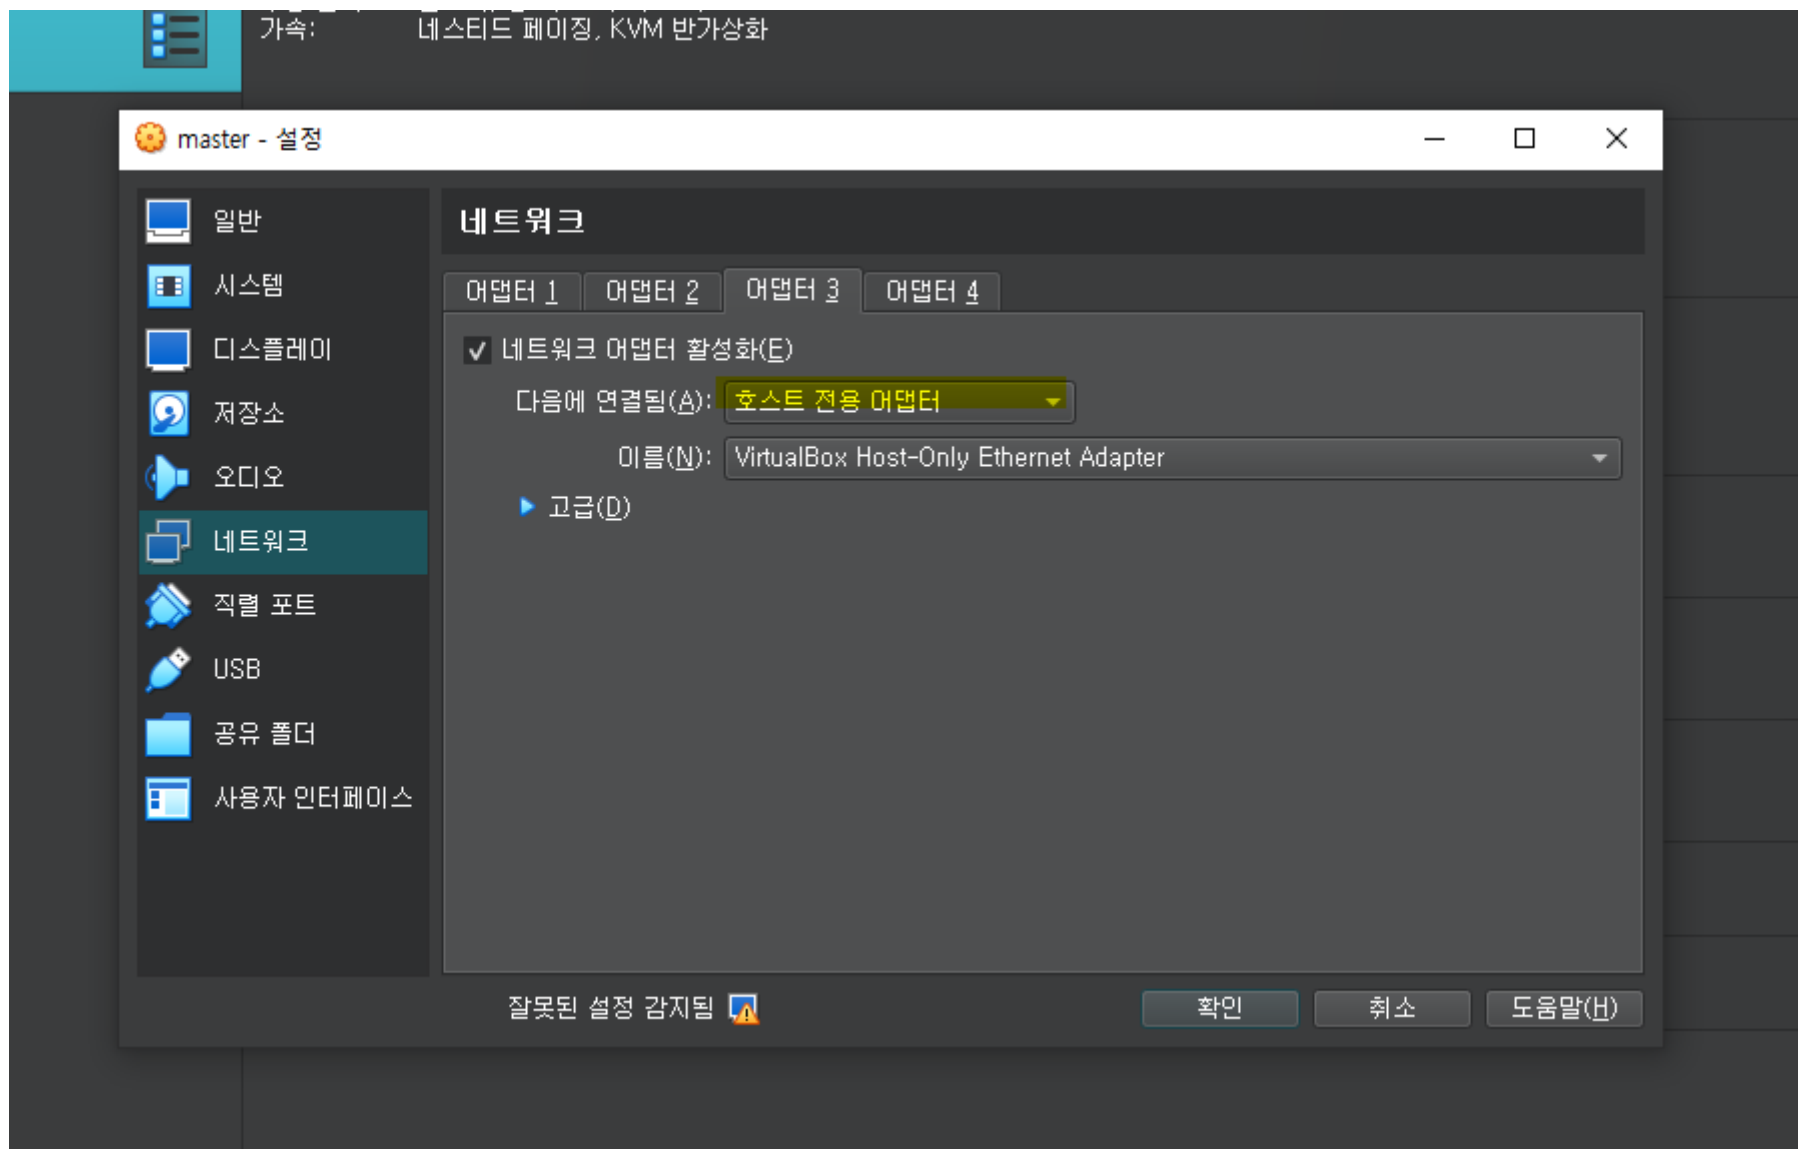 가속: 네스티드 페이징, KVM 반가상화
master - 설정
일반
시스템
디스플레이
저장소
오디오
네트워크
직렬 포트
USB
공유 폴더
사용자 인터페이스
네트워크
어댑터 1 어댑터 2 어댑터 3 어댑터 4
네트워크 어댑터 활성화(E)
다음에 연결됨(A): 호스트 전용 어댑터
이름(N): VirtualBox Host-Only Ethernet Adapter
고급(D)
잘못된 설정 감지됨
확인 취소 도움말(H)